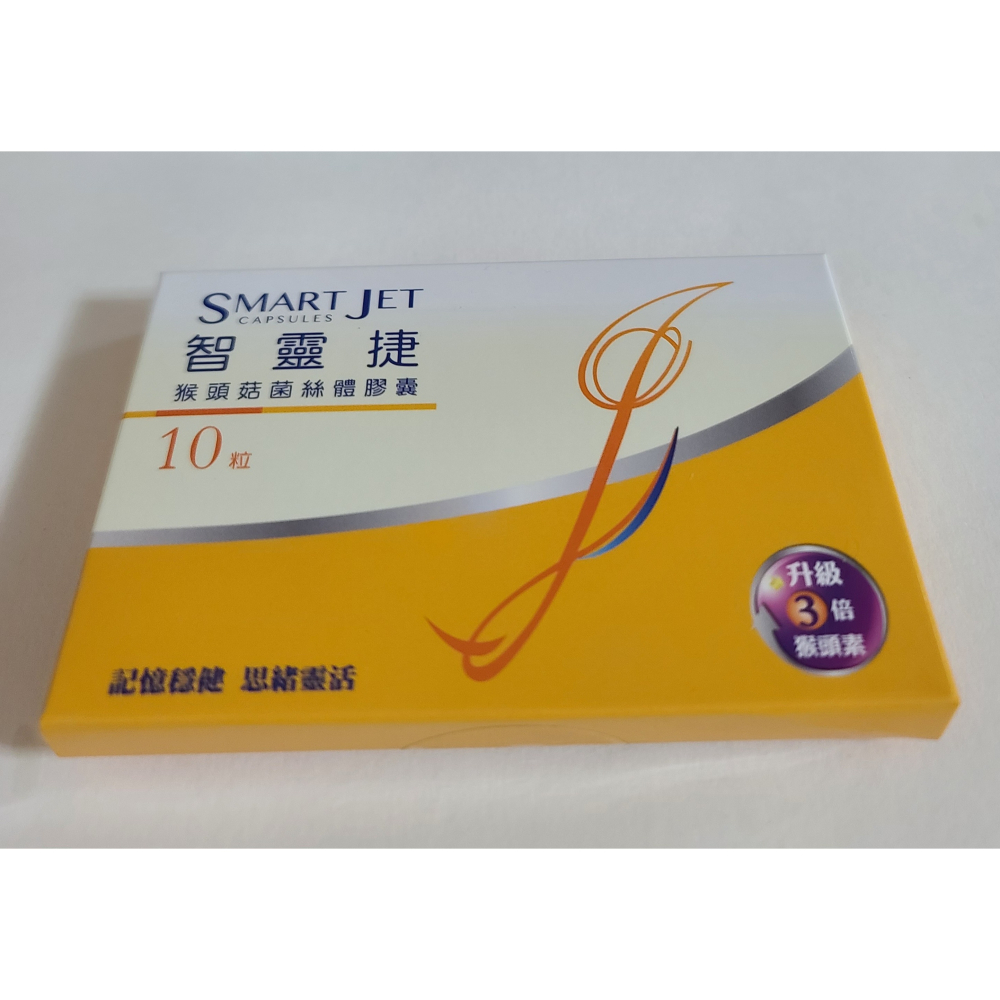 SMART JET
CAPSULES
智靈捷
猴頭菇菌絲體膠囊
10粒
升級
3倍
猴頭素
記憶穩健 思緒靈活